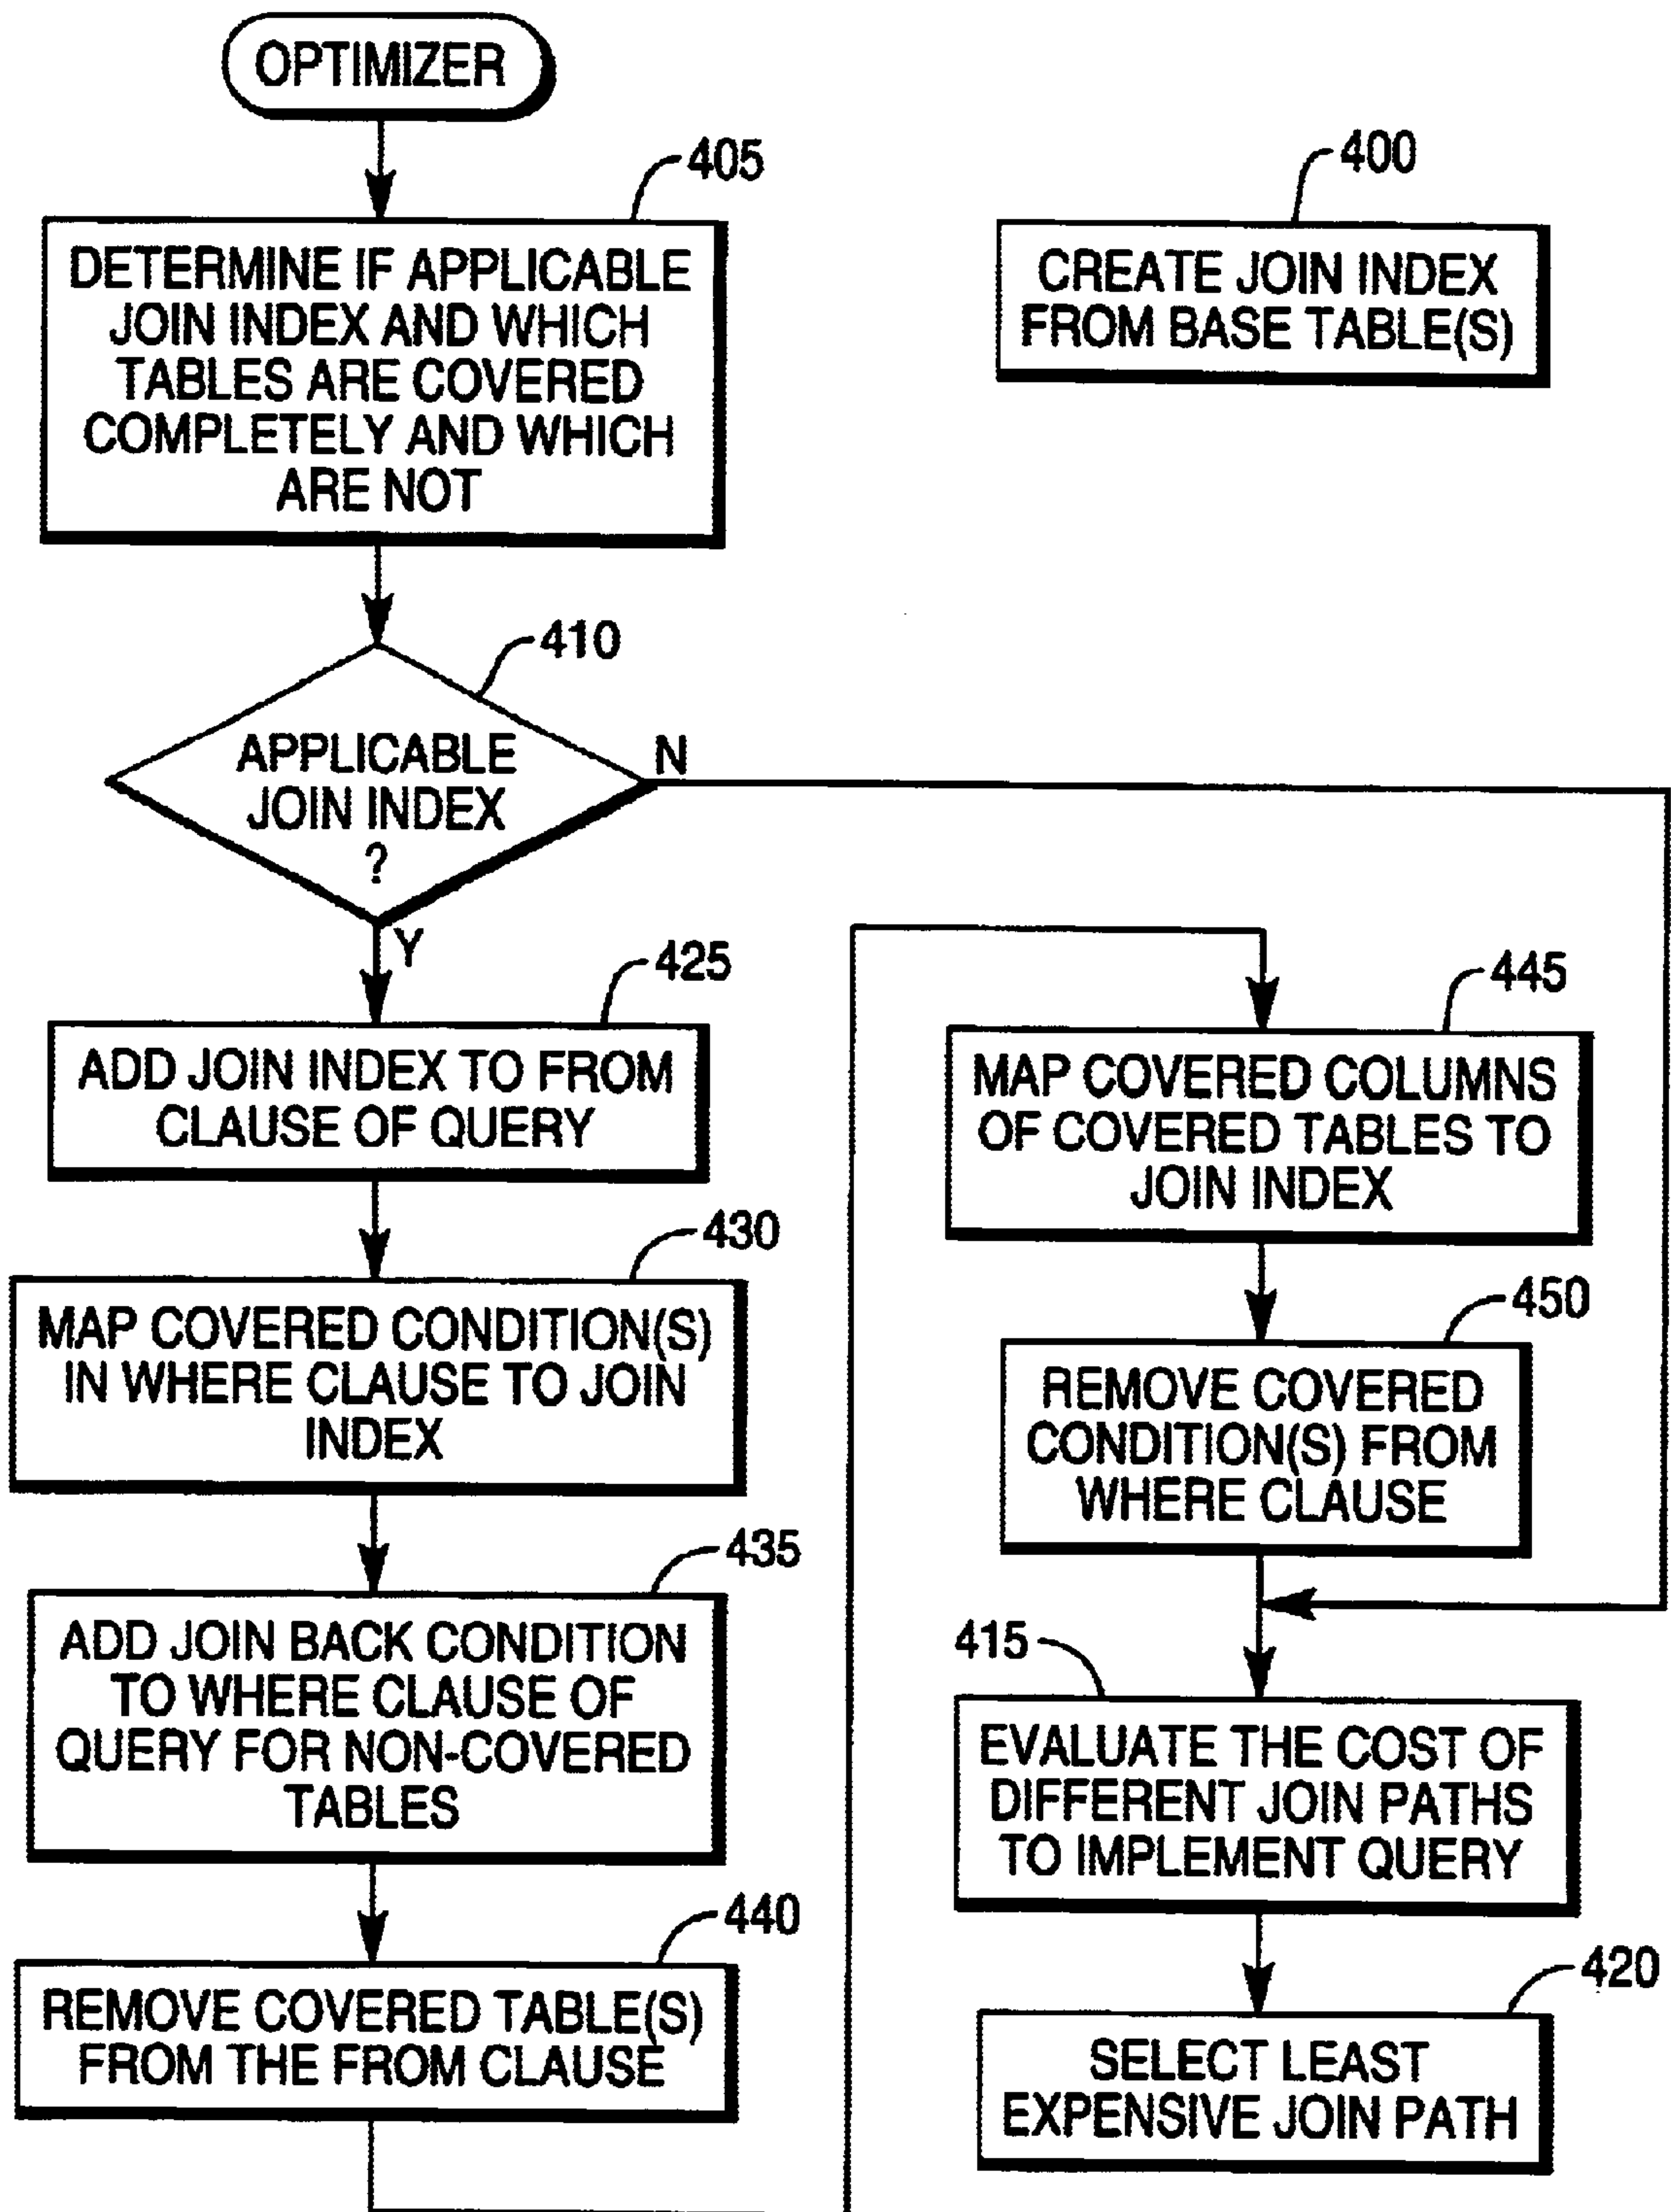 OPTIMIZER
405
DETERMINE IF APPLICABLE
JOIN INDEX AND WHICH
TABLES ARE COVERED
COMPLETELY AND WHICH
ARE NOT
400
CREATE JOIN INDEX
FROM BASE TABLE(S)
410
APPLICABLE
JOIN INDEX
?
N
Y
425
ADD JOIN INDEX TO FROM
CLAUSE OF QUERY
430
MAP COVERED CONDITION(S)
IN WHERE CLAUSE TO JOIN
INDEX
435
ADD JOIN BACK CONDITION
TO WHERE CLAUSE OF
QUERY FOR NON-COVERED
TABLES
440
REMOVE COVERED TABLE(S)
FROM THE FROM CLAUSE
445
MAP COVERED COLUMNS
OF COVERED TABLES TO
JOIN INDEX
450
REMOVE COVERED
CONDITION(S) FROM
WHERE CLAUSE
415
EVALUATE THE COST OF
DIFFERENT JOIN PATHS
TO IMPLEMENT QUERY
420
SELECT LEAST
EXPENSIVE JOIN PATH